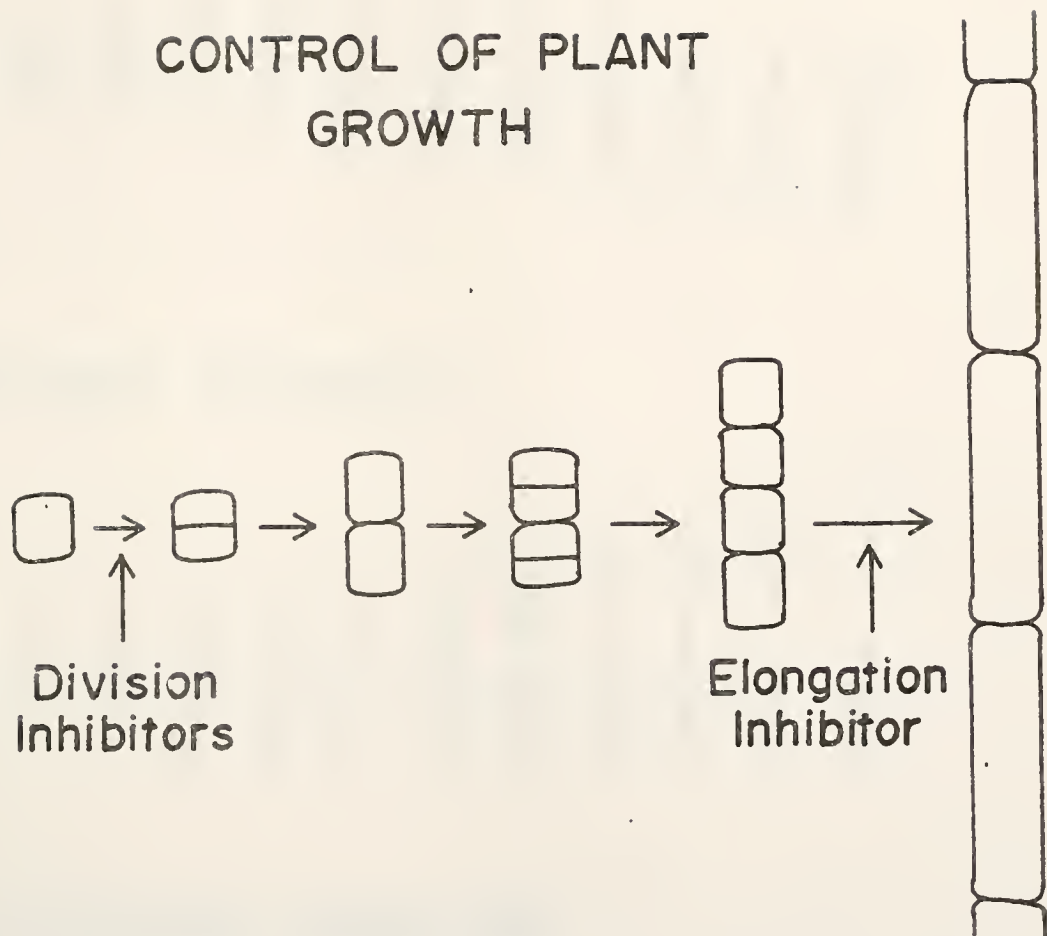 CONTROL OF PLANT
GROWTH
Division
Inhibitors
Elongation
Inhibitor